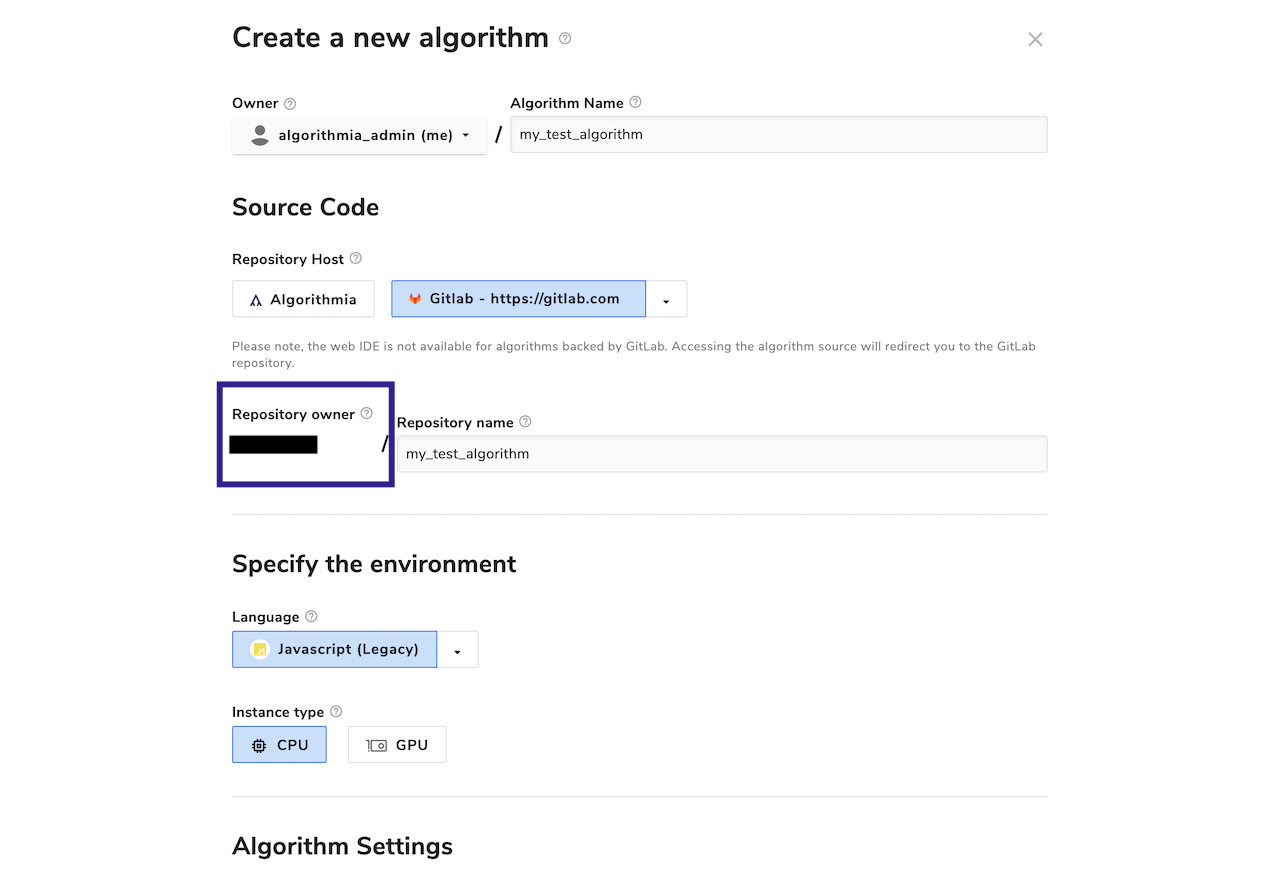 Create a new algorithm
Owner
Algorithm Name
algorithmia_admin (me) / my_test_algorithm
Source Code
Repository Host
Algorithmia
Gitlab - https://gitlab.com
Please note, the web IDE is not available for algorithms backed by GitLab. Accessing the algorithm source will redirect you to the GitLab
repository.
Repository owner
Repository name
/ my_test_algorithm
Specify the environment
Language
JS Javascript (Legacy)
Instance type
CPU
GPU
Algorithm Settings